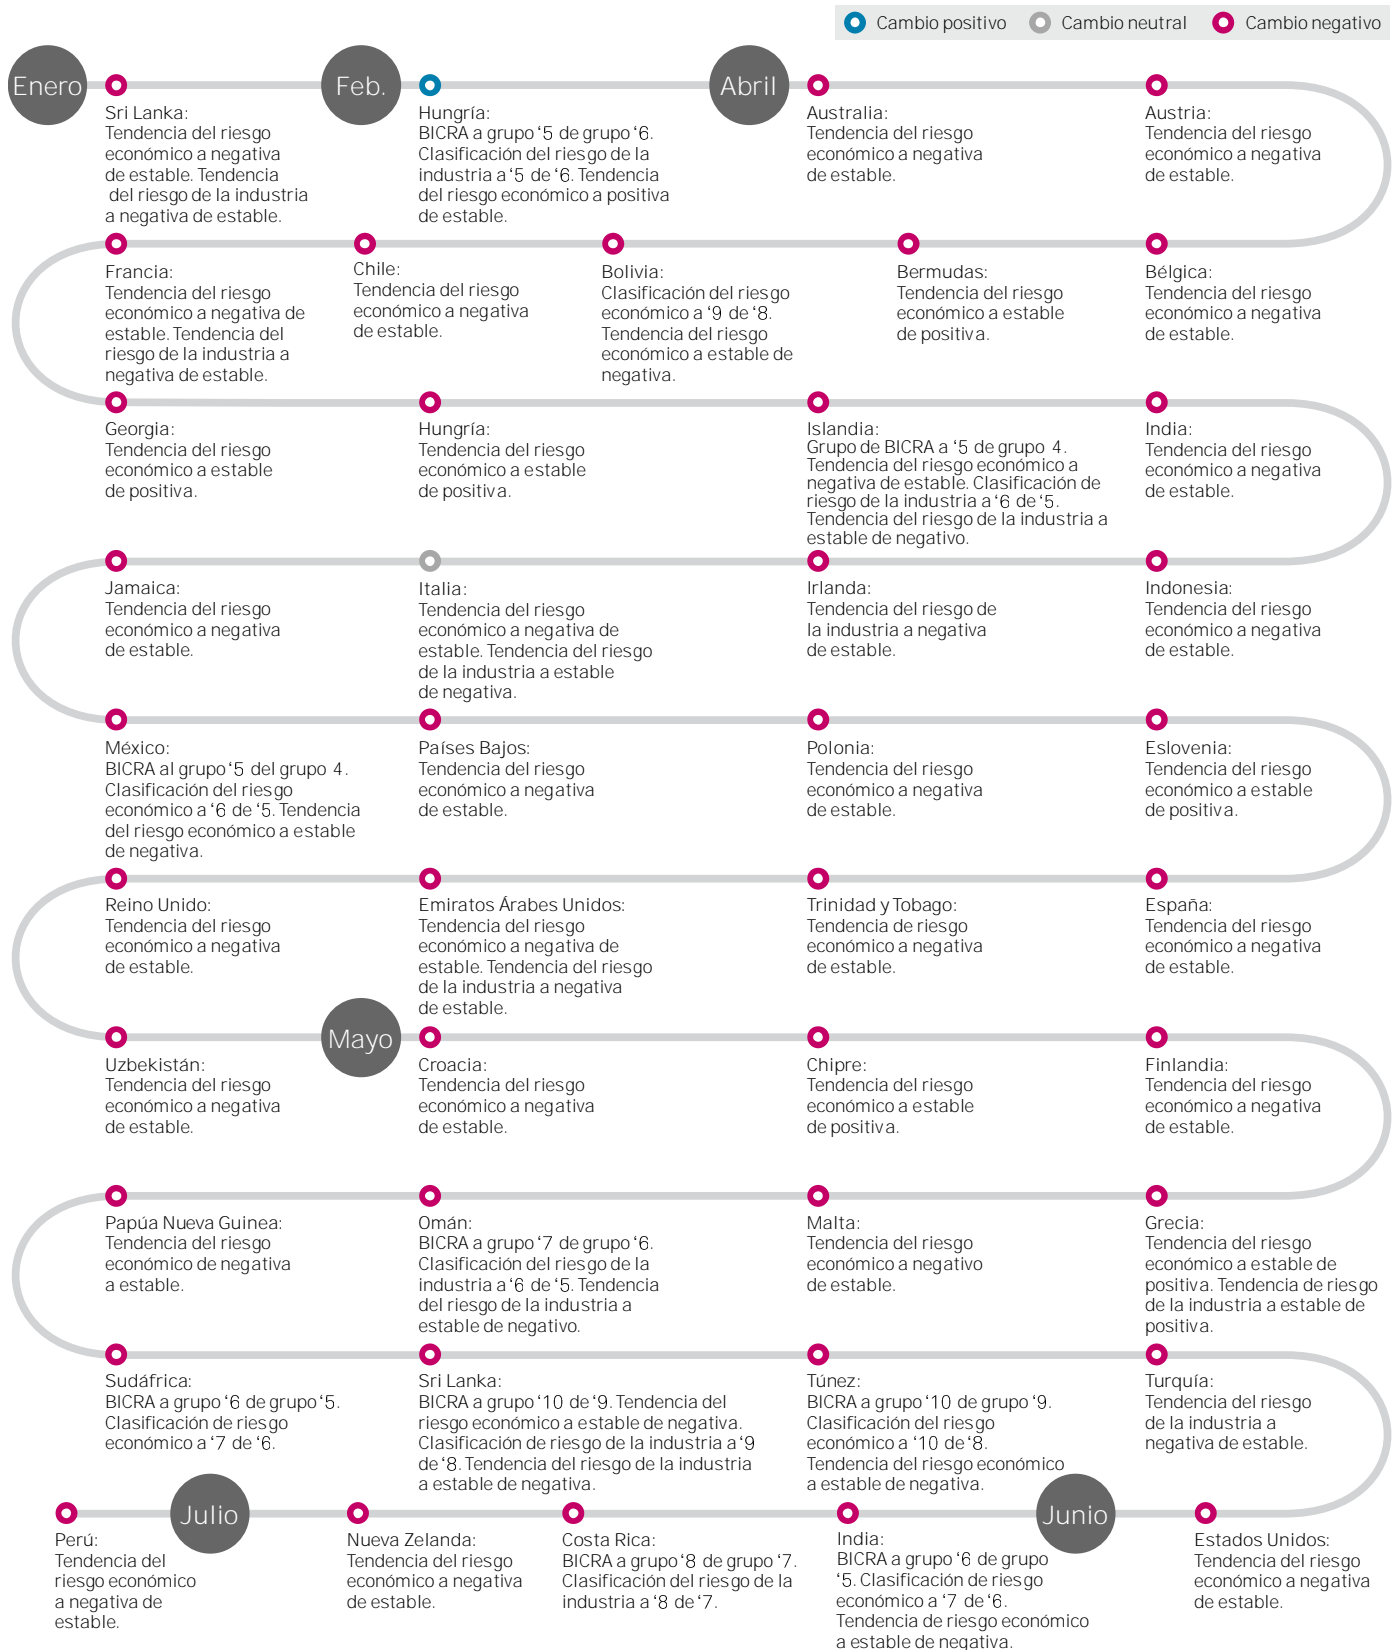 Cambio positivo
Cambio neutral
Cambio negativo
Enero
Sri Lanka:
Tendencia del riesgo
económico a negativa
de estable. Tendencia
del riesgo de la industria
a negativa de estable.
Feb.
Hungría:
BICRA a grupo ‘5 de grupo ‘6.
Clasificación del riesgo de la
industria a ‘5 de ‘6. Tendencia
del riesgo económico a positiva
de estable.
Abril
Australia:
Tendencia del riesgo
económico a negativa
de estable.
Austria:
Tendencia del riesgo
económico a negativa
de estable.
Francia:
Tendencia del riesgo
económico a negativa de
estable. Tendencia del
riesgo de la industria a
negativa de estable.
Chile:
Tendencia del riesgo
económico a negativa
de estable.
Bolivia:
Clasificación del riesgo
económico a ‘9 de ‘8.
Tendencia del riesgo
económico a estable de
negativa.
Bermudas:
Tendencia del riesgo
económico a estable
de positiva.
Bélgica:
Tendencia del riesgo
económico a negativa
de estable.
Georgia:
Tendencia del riesgo
económico a estable
de positiva.
Hungría:
Tendencia del riesgo
económico a estable
de positiva.
Islandia:
Grupo de BICRA a ‘5 de grupo 4.
Tendencia del riesgo económico a
negativa de estable. Clasificación de
riesgo de la industria a ‘6 de ‘5.
Tendencia del riesgo de la industria a
estable de negativo.
India:
Tendencia del riesgo
económico a negativa
de estable.
Jamaica:
Tendencia del riesgo
económico a negativa
de estable.
Italia:
Tendencia del riesgo
económico a negativa de
estable. Tendencia del riesgo
de la industria a estable
de negativa.
Irlanda:
Tendencia del riesgo de
la industria a negativa
de estable.
Indonesia:
Tendencia del riesgo
económico a negativa
de estable.
México:
BICRA al grupo ‘5 del grupo 4.
Clasificación del riesgo
económico a ‘6 de ‘5. Tendencia
del riesgo económico a estable
de negativa.
Países Bajos:
Tendencia del riesgo
económico a negativa
de estable.
Polonia:
Tendencia del riesgo
económico a negativa
de estable.
Eslovenia:
Tendencia del riesgo
económico a estable
de positiva.
Reino Unido:
Tendencia del riesgo
económico a negativa
de estable.
Emiratos Árabes Unidos:
Tendencia del riesgo
económico a negativa de
estable. Tendencia del riesgo
de la industria a negativa
de estable.
Trinidad y Tobago:
Tendencia de riesgo
económico a negativa
de estable.
España:
Tendencia del riesgo
económico a negativa
de estable.
Uzbekistán:
Tendencia del riesgo
económico a negativa
de estable.
Mayo
Croacia:
Tendencia del riesgo
económico a negativa
de estable.
Chipre:
Tendencia del riesgo
económico a estable
de positiva.
Finlandia:
Tendencia del riesgo
económico a negativa
de estable.
Papúa Nueva Guinea:
Tendencia del riesgo
económico de negativa
a estable.
Omán:
BICRA a grupo ‘7 de grupo ‘6.
Clasificación del riesgo de la
industria a ‘6 de ‘5. Tendencia
del riesgo de la industria a
estable de negativo.
Malta:
Tendencia del riesgo
económico a negativo
de estable.
Grecia:
Tendencia del riesgo
económico a estable de
positiva. Tendencia de riesgo
de la industria a estable de
positiva.
Sudáfrica:
BICRA a grupo ‘6 de grupo ‘5.
Clasificación de riesgo
económico a ‘7 de ‘6.
Sri Lanka:
BICRA a grupo ‘10 de ‘9. Tendencia del
riesgo económico a estable de negativa.
Clasificación de riesgo de la industria a ‘9
de ‘8. Tendencia del riesgo de la industria
a estable de negativa.
Túnez:
BICRA a grupo ‘10 de grupo ‘9.
Clasificación del riesgo
económico a ‘10 de ‘8.
Tendencia del riesgo económico
a estable de negativa.
Turquía:
Tendencia del riesgo
de la industria a
negativa de estable.
Perú:
Tendencia del
riesgo económico
a negativa de
estable.
Julio
Nueva Zelanda:
Tendencia del riesgo
económico a negativa
de estable.
Costa Rica:
BICRA a grupo ‘8 de grupo ‘7.
Clasificación del riesgo de la
industria a ‘8 de ‘7.
India:
BICRA a grupo ‘6 de grupo
‘5. Clasificación de riesgo
económico a ‘7 de ‘6.
Tendencia de riesgo económico
a estable de negativa.
Junio
Estados Unidos:
Tendencia del riesgo
económico a negativa
de estable.